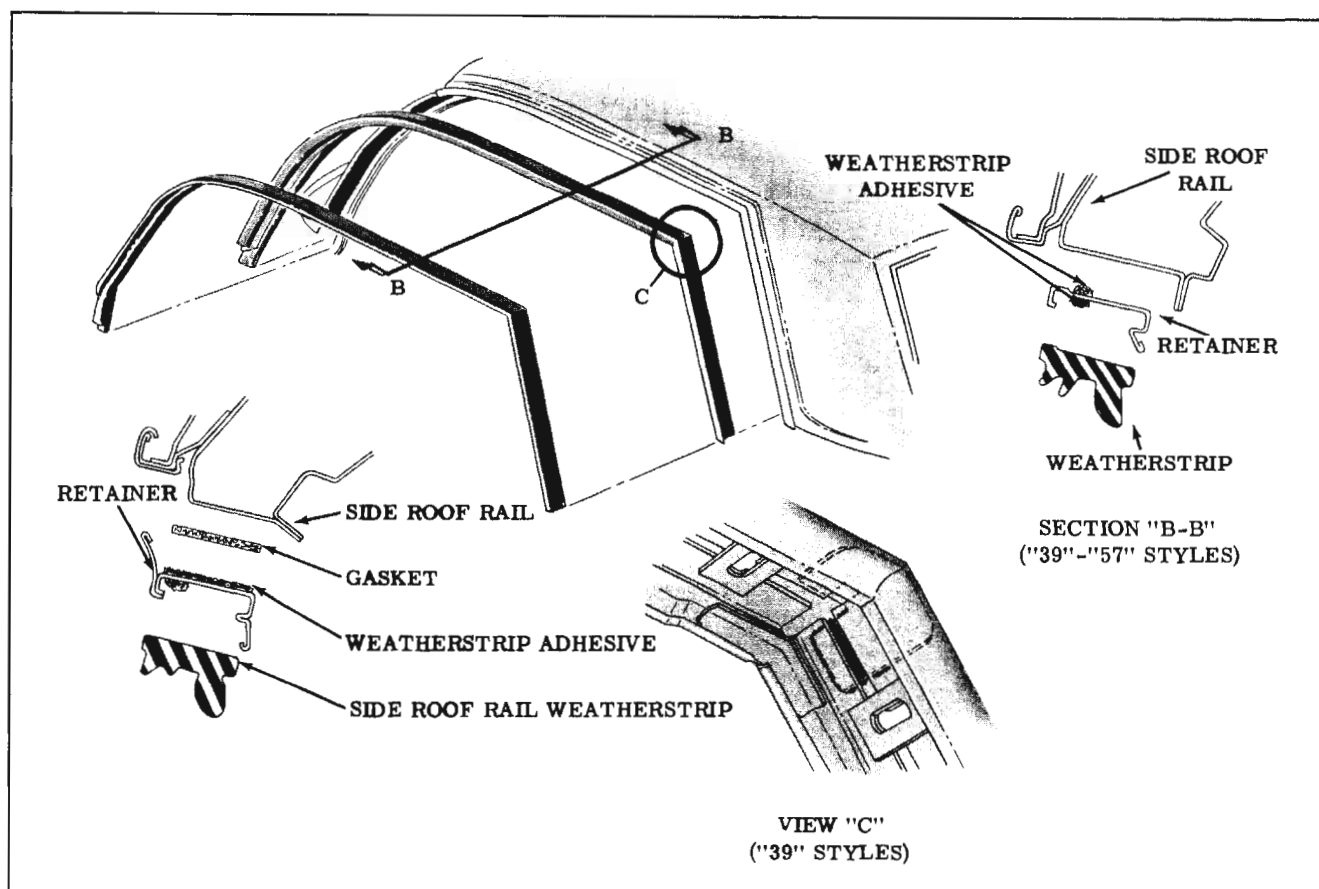 B
B
C
WEATHERSTRIP
ADHESIVE
SIDE ROOF
RAIL
RETAINER
WEATHERSTRIP
SECTION "B-B"
("39"-"57" STYLES)
RETAINER
SIDE ROOF RAIL
GASKET
WEATHERSTRIP ADHESIVE
SIDE ROOF RAIL WEATHERSTRIP
VIEW "C"
("39" STYLES)